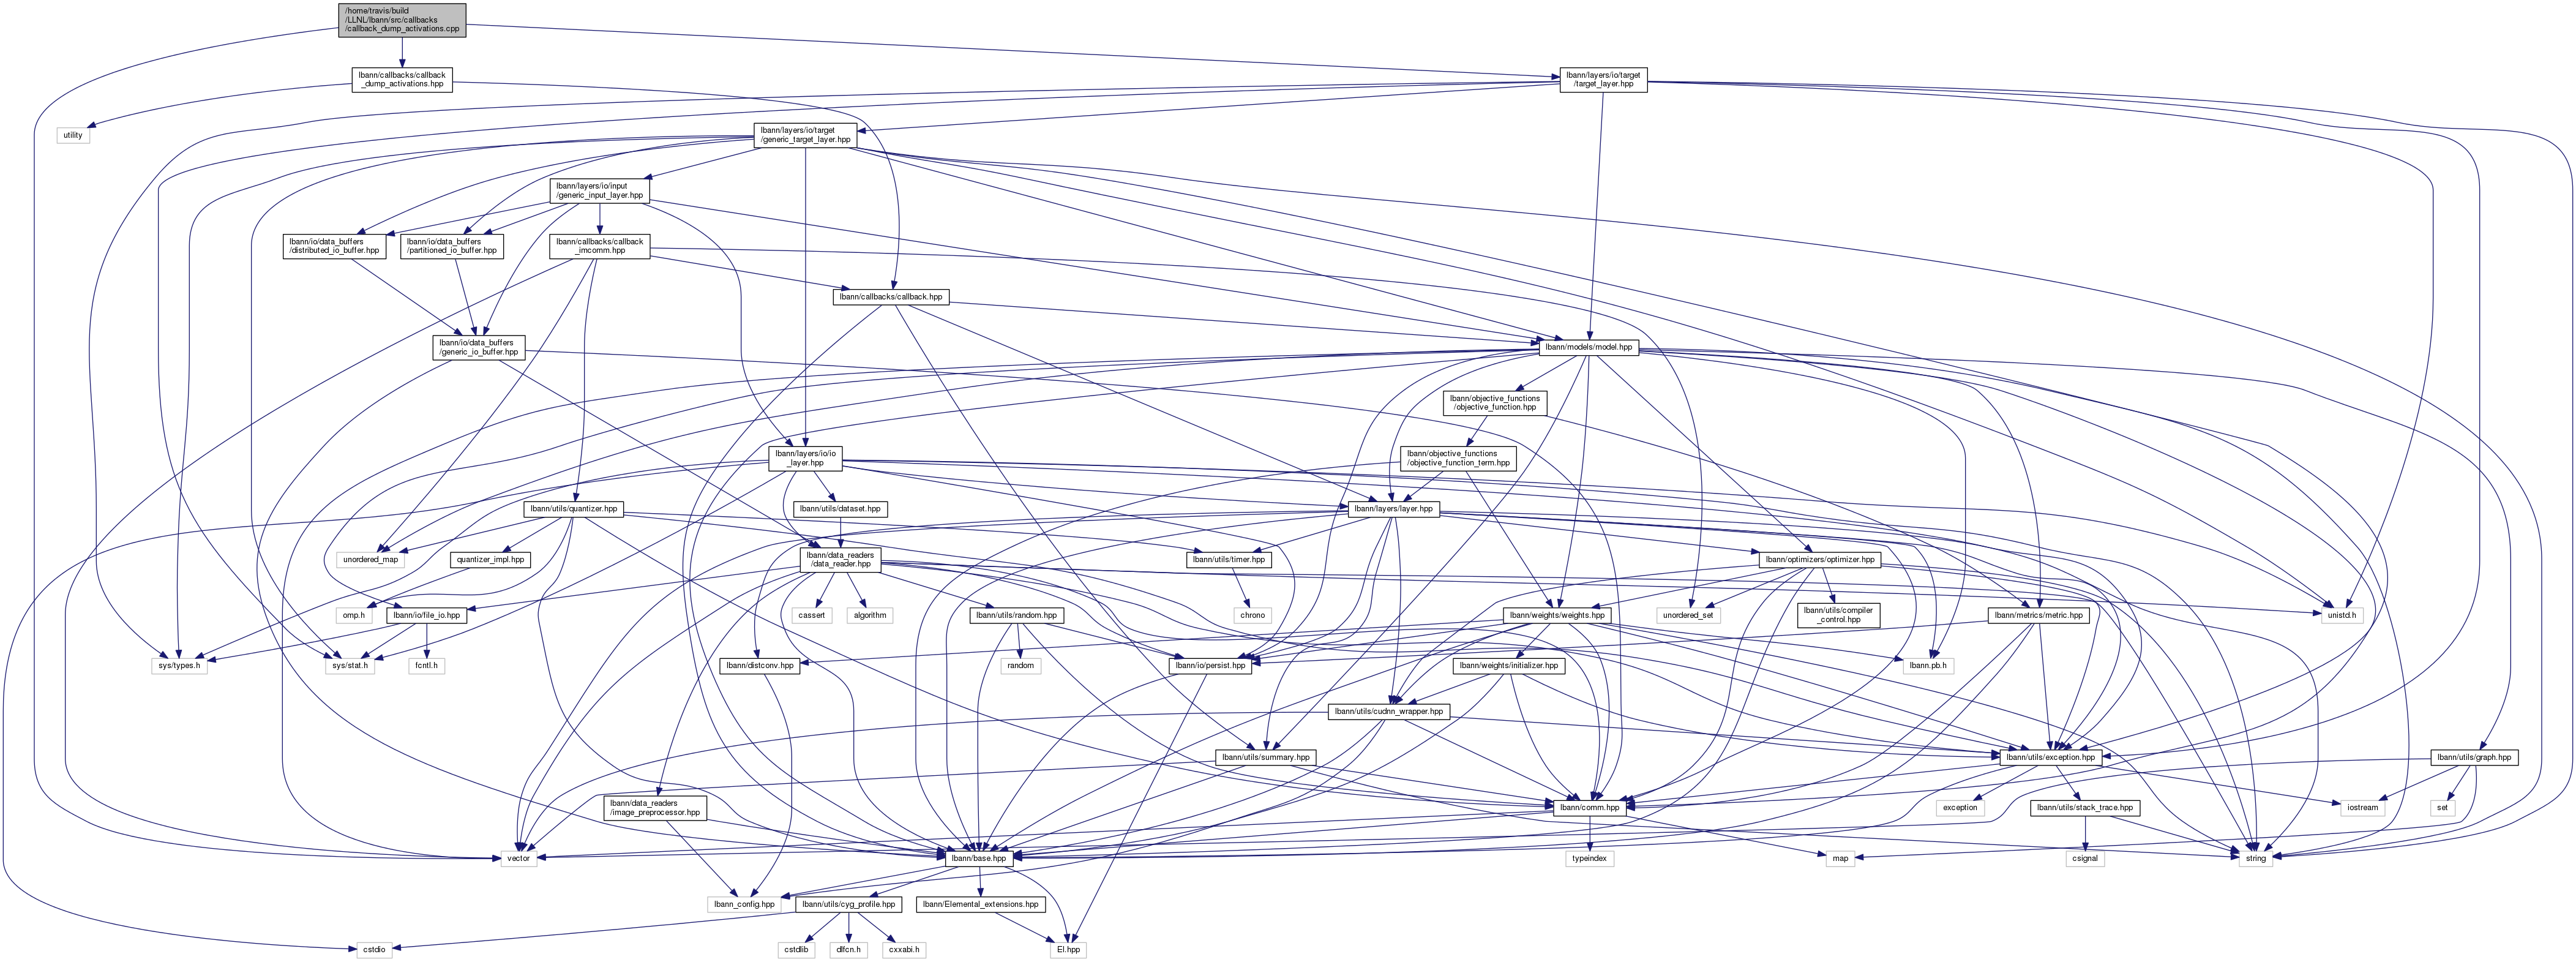 /home/travis/build
/LLNL/lbann/src/callbacks
/callback_dump_activations.cpp
lbann/callbacks/callback
_dump_activations.hpp
lbann/layers/io/target
/target_layer.hpp
utility
lbann/layers/io/target
/generic_target_layer.hpp
lbann/layers/io/input
/generic_input_layer.hpp
lbann/io/data_buffers
/distributed_io_buffer.hpp
lbann/io/data_buffers
/partitioned_io_buffer.hpp
lbann/callbacks/callback
_imcomm.hpp
lbann/callbacks/callback.hpp
lbann/io/data_buffers
/generic_io_buffer.hpp
lbann/models/model.hpp
lbann/objective_functions
/objective_function.hpp
lbann/layers/io/io
_layer.hpp
lbann/objective_functions
/objective_function_term.hpp
lbann/utils/quantizer.hpp
lbann/utils/dataset.hpp
lbann/layers/layer.hpp
unordered_map
quantizer_impl.hpp
lbann/data_readers
/data_reader.hpp
lbann/utils/timer.hpp
lbann/optimizers/optimizer.hpp
omp.h
lbann/io/file_io.hpp
cassert
algorithm
lbann/utils/random.hpp
chrono
lbann/weights/weights.hpp
unordered_set
lbann/utils/compiler
_control.hpp
lbann/metrics/metric.hpp
unistd.h
sys/types.h
sys/stat.h
fcntl.h
lbann/distconv.hpp
random
lbann/io/persist.hpp
lbann/weights/initializer.hpp
lbann.pb.h
lbann/utils/cudnn_wrapper.hpp
lbann/utils/summary.hpp
lbann/utils/exception.hpp
lbann/utils/graph.hpp
lbann/data_readers
/image_preprocessor.hpp
lbann/comm.hpp
exception
lbann/utils/stack_trace.hpp
iostream
set
vector
lbann/base.hpp
typeindex
map
csignal
string
lbann_config.hpp
lbann/utils/cyg_profile.hpp
lbann/Elemental_extensions.hpp
cstdio
cstdlib
dlfcn.h
cxxabi.h
El.hpp